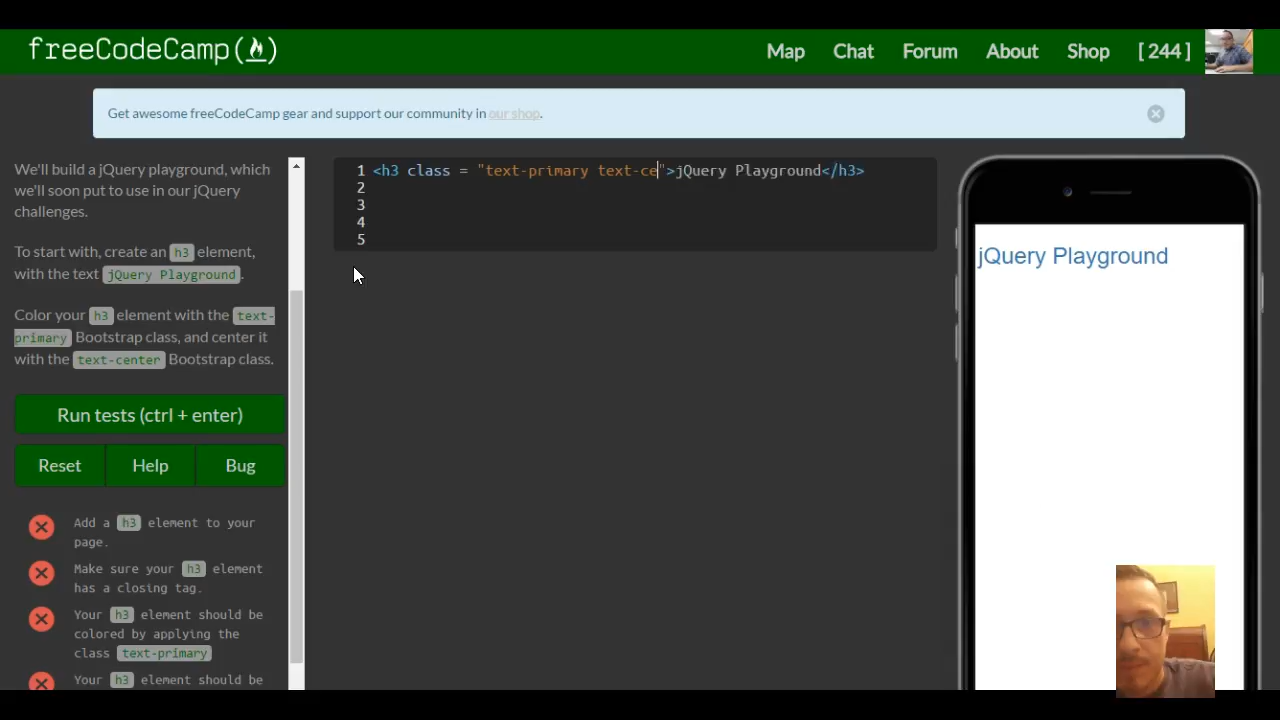 freeCodeCamp(🔥)
Map Chat Forum About Shop [ 244 ]
Get awesome freeCodeCamp gear and support our community in our shop.
We'll build a jQuery playground, which
we'll soon put to use in our jQuery
challenges.
To start with, create an h3 element,
with the text jQuery Playground.
Color your h3 element with the text-
primary Bootstrap class, and center it
with the text-center Bootstrap class.
Run tests (ctrl + enter)
Reset Help Bug
Add a h3 element to your
page.
Make sure your h3 element
has a closing tag.
Your h3 element should be
colored by applying the
class text-primary
Your h3 element should be
1 <h3 class = "text-primary text-ce">jQuery Playground</h3>
2
3
4
5
jQuery Playground